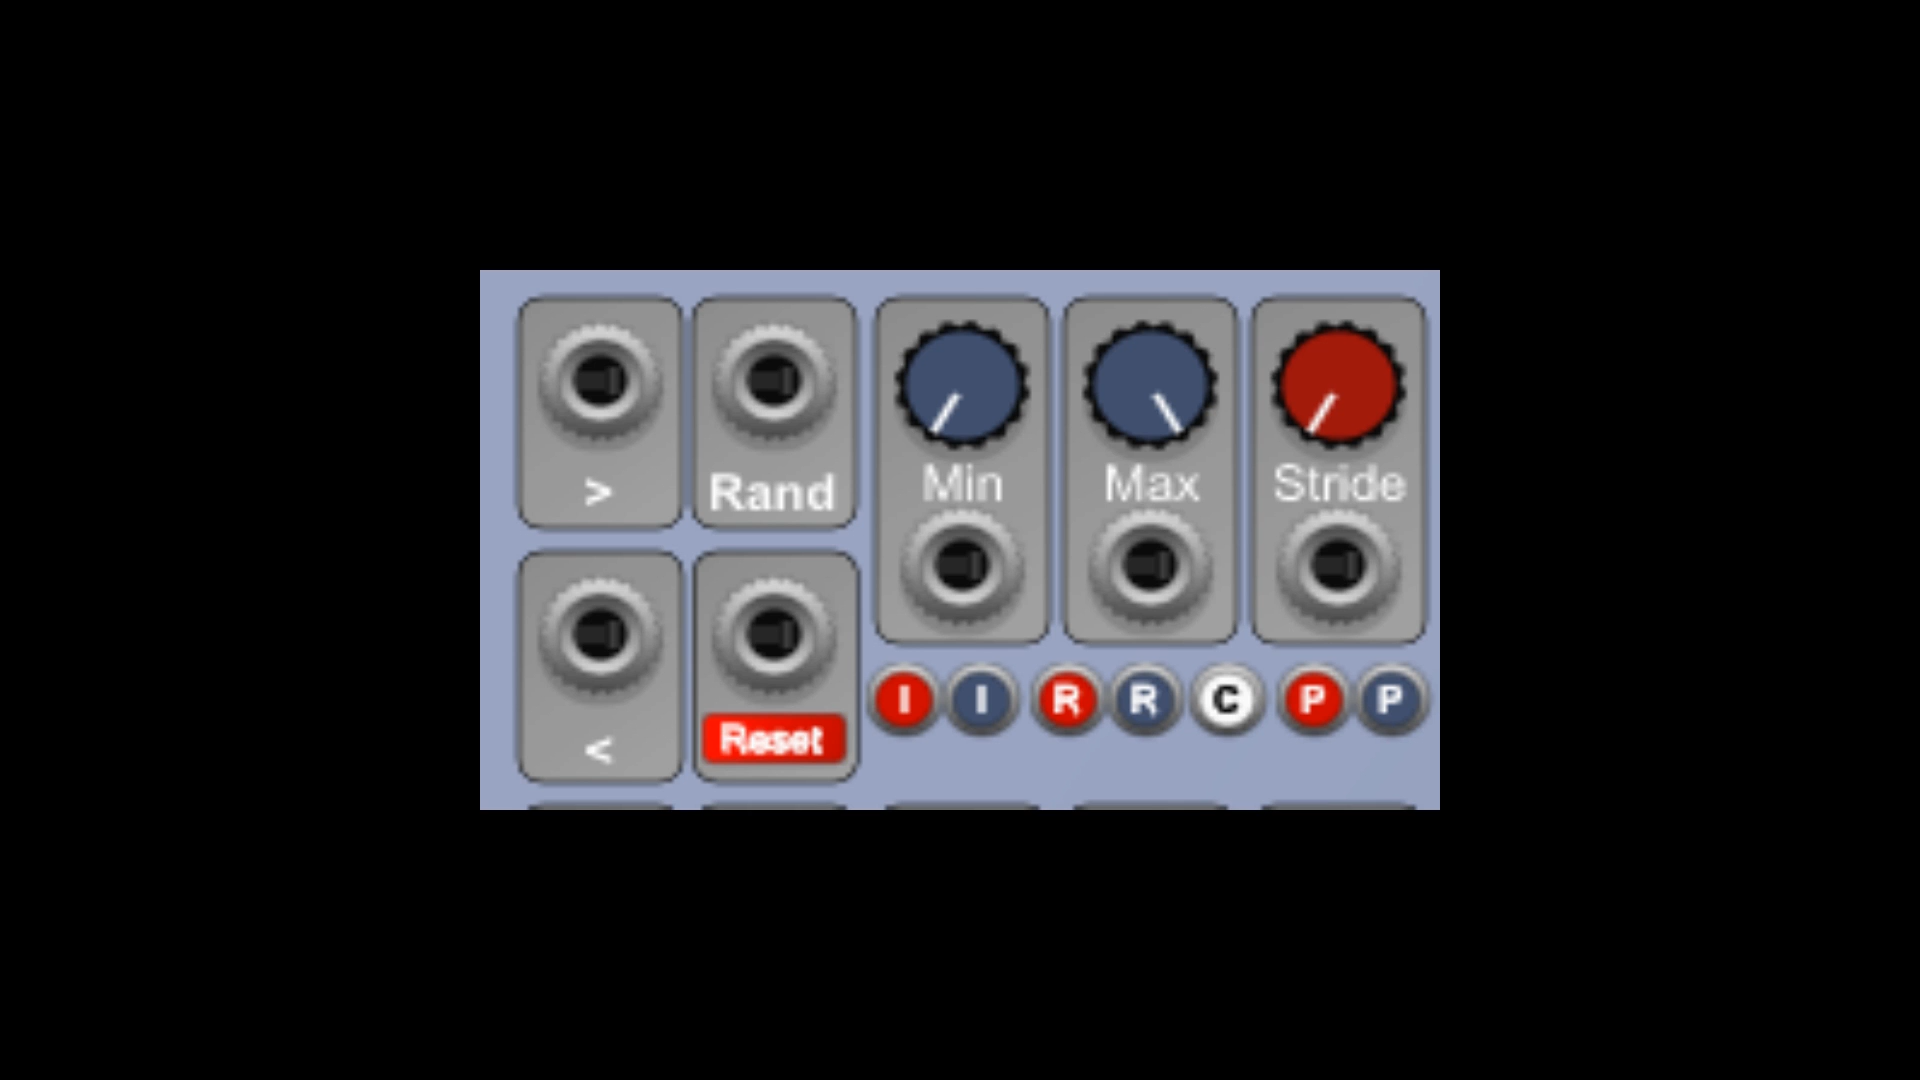 > Rand
Min Max Stride
< Reset
I I R R C P P